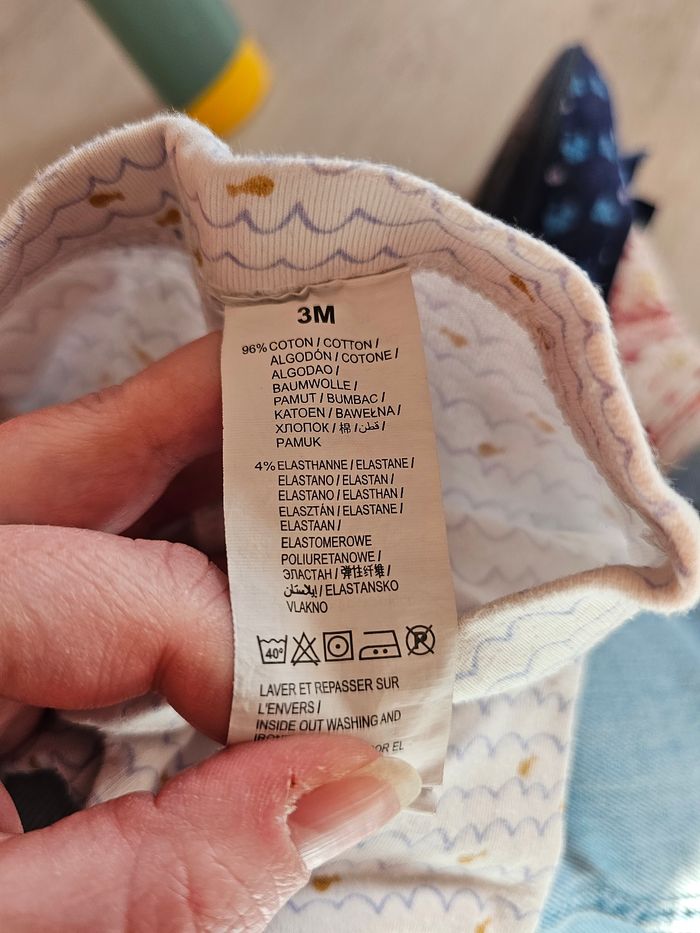 3M
96% COTON / COTTON /
ALGODÓN / COTONE /
ALGODAO /
BAUMWOLLE /
PAMUT / BUMBAC /
KATOEN / BAWEŁNA /
ХЛОПОК / 棉 / قطن /
PAMUK
4% ELASTHANNE / ELASTANE /
ELASTANO / ELASTAN /
ELASTANO / ELASTHAN /
ELASZTÁN / ELASTANE /
ELASTAAN /
ELASTOMEROWE
POLIURETANOWE /
ЭЛАСТАН / 弹性纤维 /
إيلاستان / ELASTANSKO
VLAKNO
40°
P
LAVER ET REPASSER SUR
L'ENVERS /
INSIDE OUT WASHING AND
POR EL